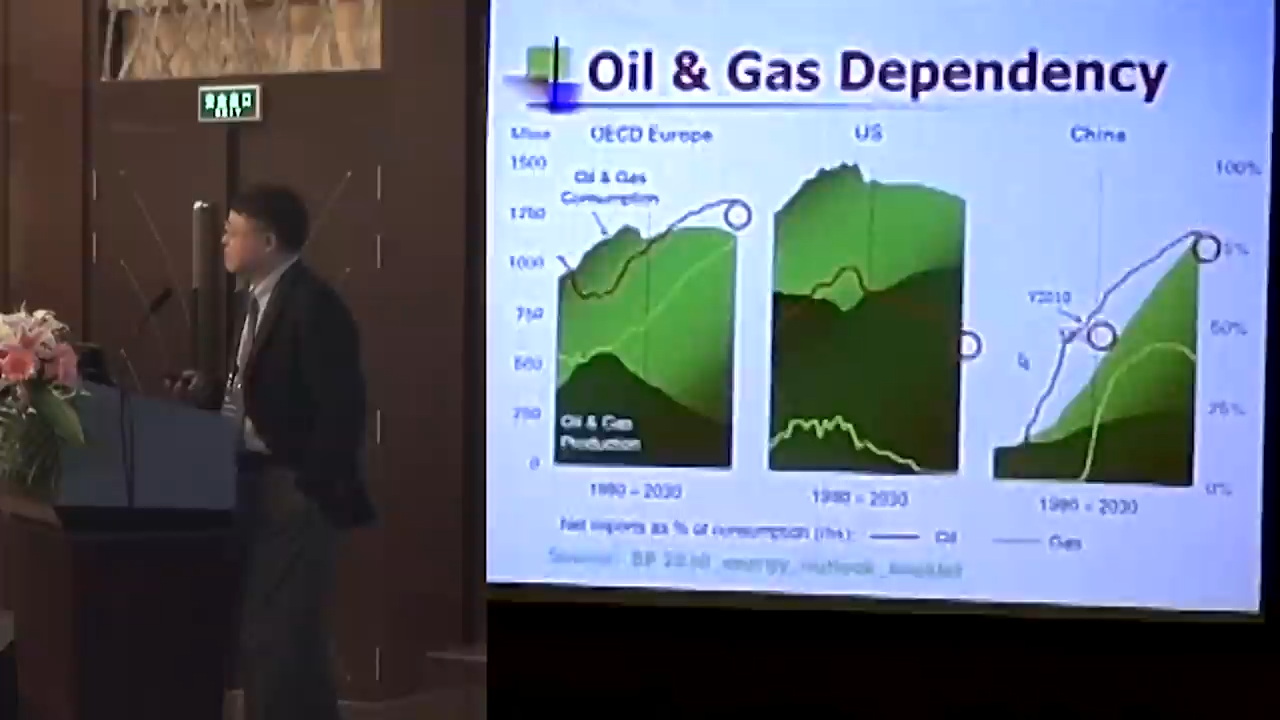 EXIT
Oil & Gas Dependency
Mtoe
OECD Europe
US
China
1500
1250
1000
750
500
250
0
Oil & Gas
Consumption
Oil & Gas
Production
Y2010
100%
50%
25%
0%
1990 – 2030
1990 – 2030
1990 – 2030
Net imports as % of consumption (rhs):
Oil
Gas
Source: BP 2030 energy outlook booklet